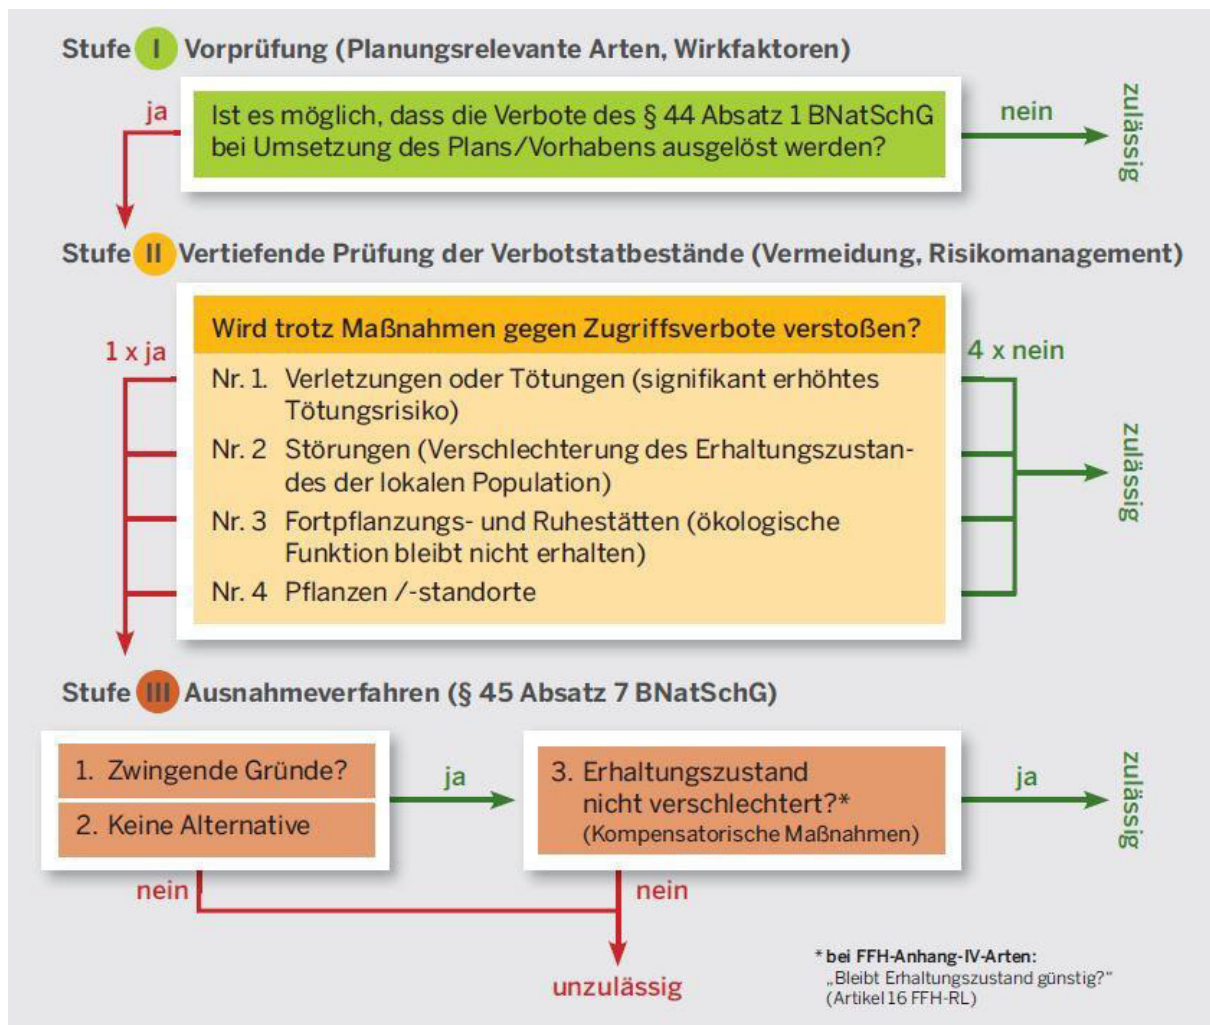 Stufe I Vorprüfung (Planungsrelevante Arten, Wirkfaktoren)
ja
Ist es möglich, dass die Verbote des § 44 Absatz 1 BNatSchG
bei Umsetzung des Plans/Vorhabens ausgelöst werden?
nein
zulässig
Stufe II Vertiefende Prüfung der Verbotstatbestände (Vermeidung, Risikomanagement)
Wird trotz Maßnahmen gegen Zugriffsverbote verstoßen?
1 x ja
4 x nein
Nr. 1. Verletzungen oder Tötungen (signifikant erhöhtes
Tötungsrisiko)
Nr. 2 Störungen (Verschlechterung des Erhaltungszustan-
des der lokalen Population)
Nr. 3 Fortpflanzungs- und Ruhestätten (ökologische
Funktion bleibt nicht erhalten)
Nr. 4 Pflanzen /-standorte
zulässig
Stufe III Ausnahmeverfahren (§ 45 Absatz 7 BNatSchG)
1. Zwingende Gründe?
2. Keine Alternative
ja
3. Erhaltungszustand
nicht verschlechtert?*
(Kompensatorische Maßnahmen)
ja
zulässig
nein
nein
unzulässig
* bei FFH-Anhang-IV-Arten:
„Bleibt Erhaltungszustand günstig?“
(Artikel 16 FFH-RL)